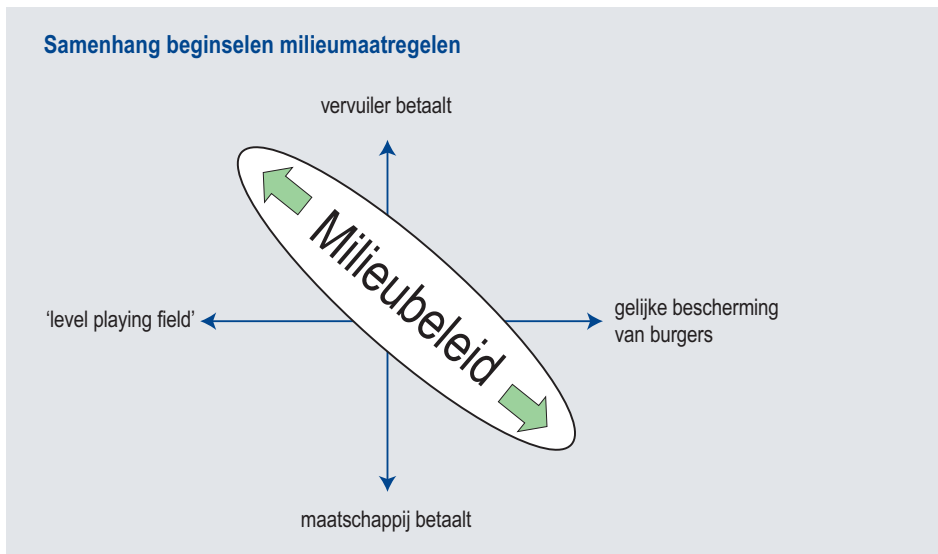 Samenhang beginselen milieumaatregelen
vervuiler betaalt
Milieubeleid
‘level playing field’
gelijke bescherming
van burgers
maatschappij betaalt